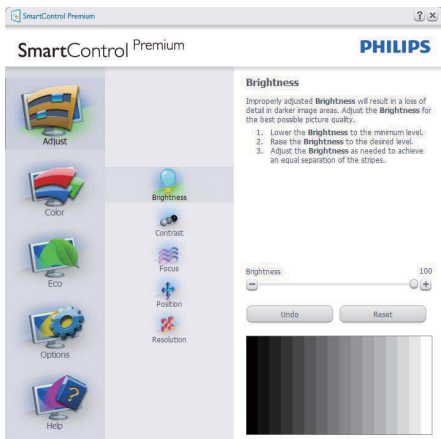 SmartControl Premium
SmartControl Premium
PHILIPS
Adjust
Color
Eco
Options
Help
Brightness
Contrast
Focus
Position
Resolution
Brightness
Improperly adjusted Brightness will result in a loss of
detail in darker image areas. Adjust the Brightness for
the best possible picture quality.
1. Lower the Brightness to the minimum level.
2. Rase the Brightness to the desired level.
3. Adjust the Brightness as needed to achieve
an equal separation of the stripes.
Brightness 100
Undo Reset